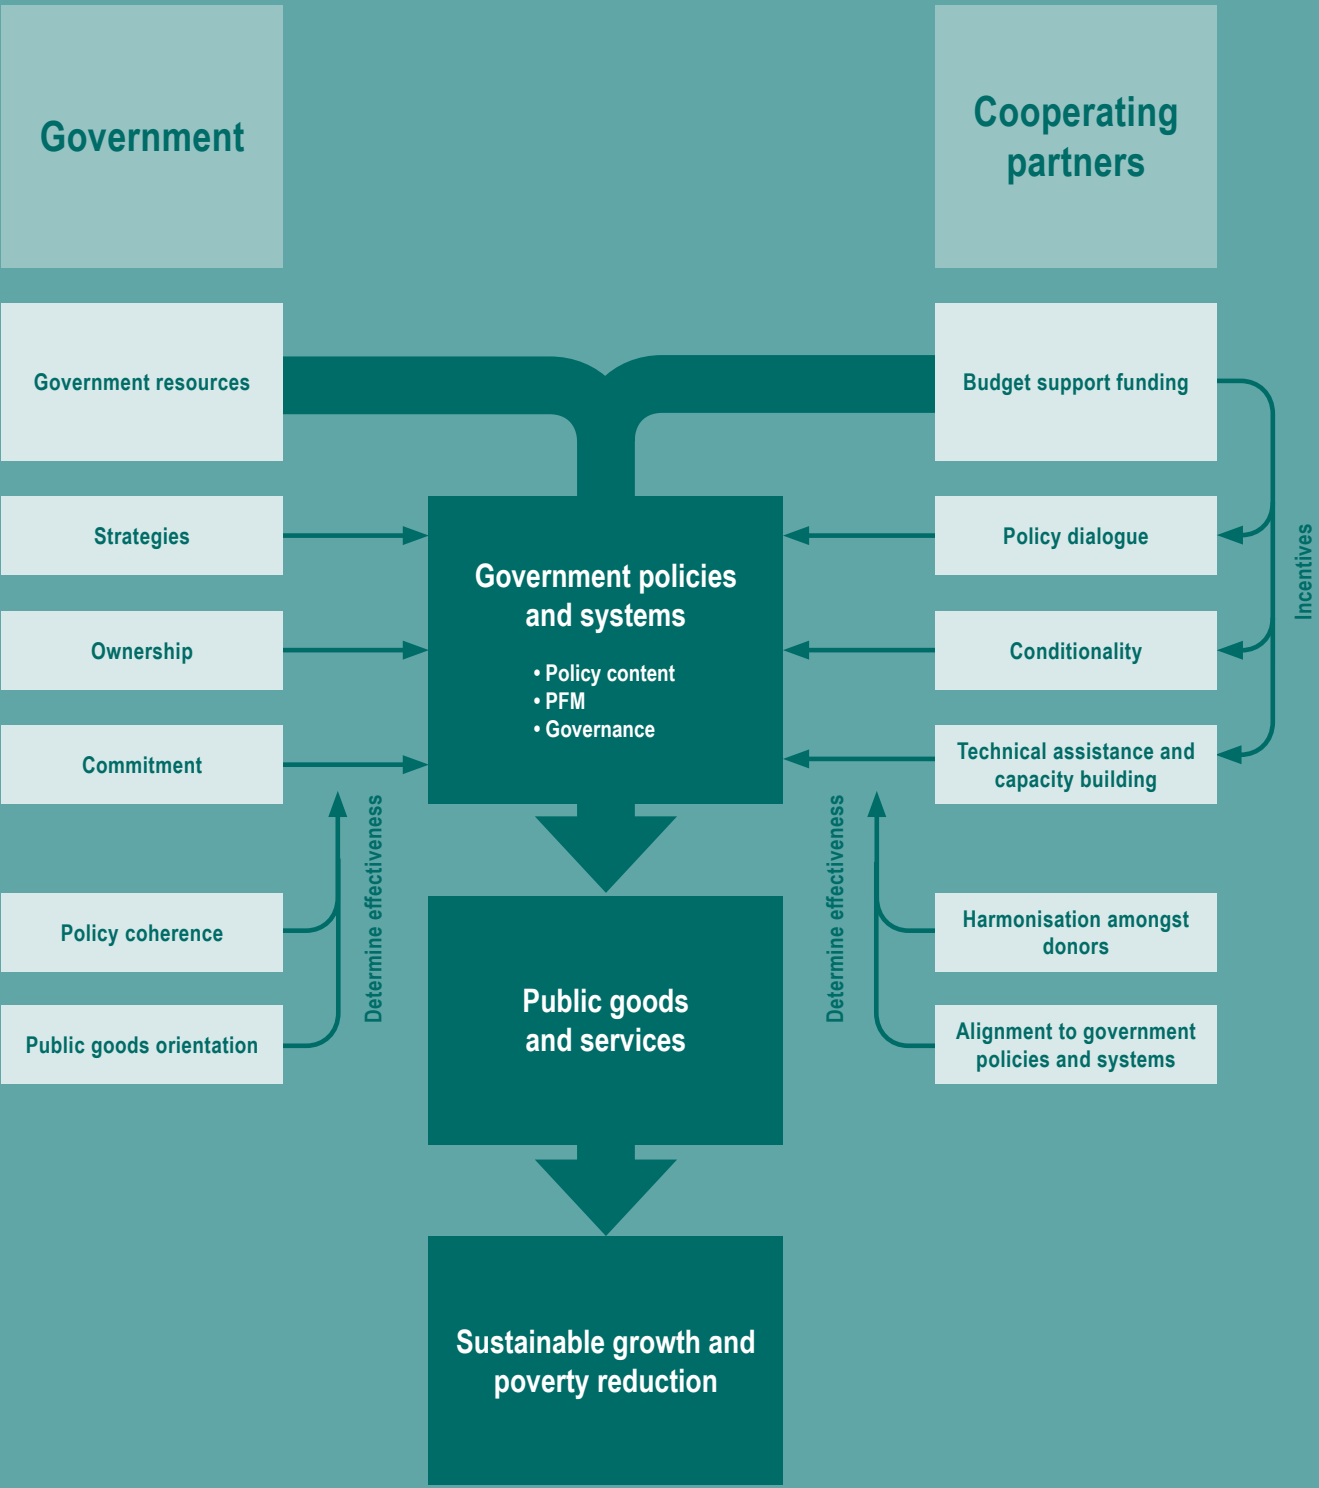 Government
Cooperating
partners
Government resources
Budget support funding
Strategies
Policy dialogue
Government policies
and systems
• Policy content
• PFM
• Governance
Ownership
Conditionality
Commitment
Technical assistance and
capacity building
Incentives
Determine effectiveness
Determine effectiveness
Policy coherence
Harmonisation amongst
donors
Public goods
and services
Public goods orientation
Alignment to government
policies and systems
Sustainable growth and
poverty reduction